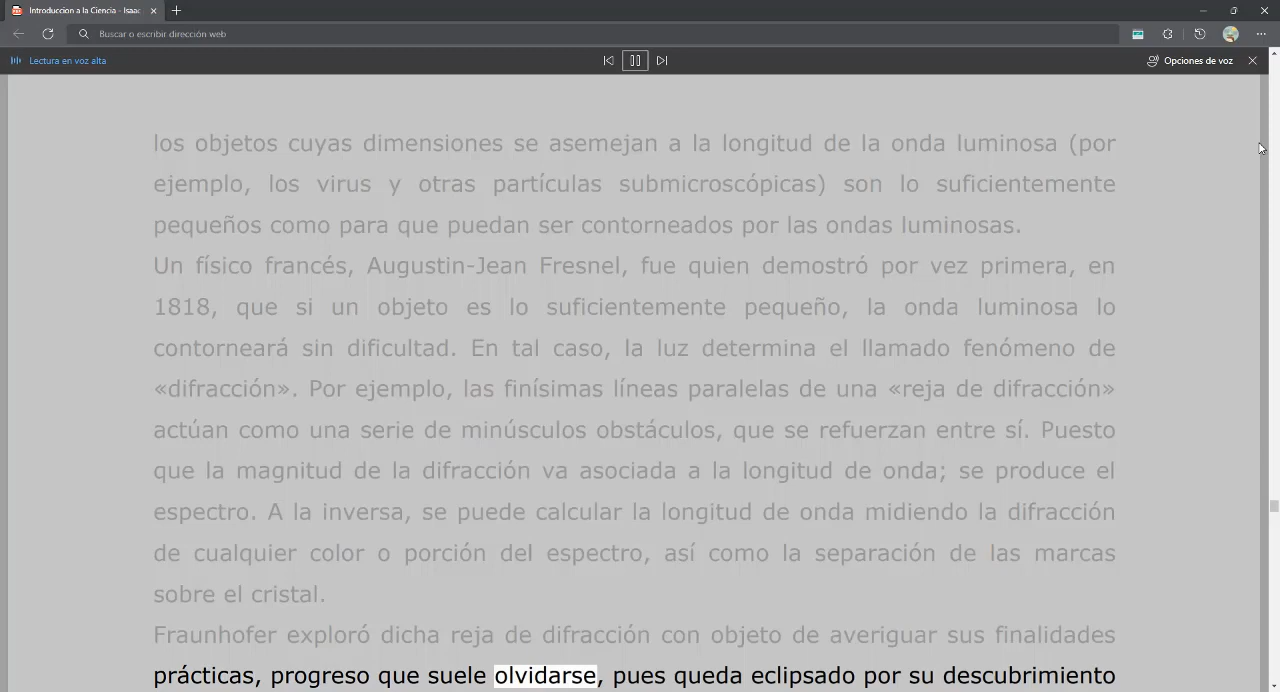 Introduccion a la Ciencia - Isaac
Buscar o escribir dirección web
Lectura en voz alta
Opciones de voz
los objetos cuyas dimensiones se asemejan a la longitud de la onda luminosa (por
ejemplo, los virus y otras partículas submicroscópicas) son lo suficientemente
pequeños como para que puedan ser contorneados por las ondas luminosas.
Un físico francés, Augustin-Jean Fresnel, fue quien demostró por vez primera, en
1818, que si un objeto es lo suficientemente pequeño, la onda luminosa lo
contorneará sin dificultad. En tal caso, la luz determina el llamado fenómeno de
«difracción». Por ejemplo, las finísimas líneas paralelas de una «reja de difracción»
actúan como una serie de minúsculos obstáculos, que se refuerzan entre sí. Puesto
que la magnitud de la difracción va asociada a la longitud de onda; se produce el
espectro. A la inversa, se puede calcular la longitud de onda midiendo la difracción
de cualquier color o porción del espectro, así como la separación de las marcas
sobre el cristal.
Fraunhofer exploró dicha reja de difracción con objeto de averiguar sus finalidades
prácticas, progreso que suele olvidarse, pues queda eclipsado por su descubrimiento